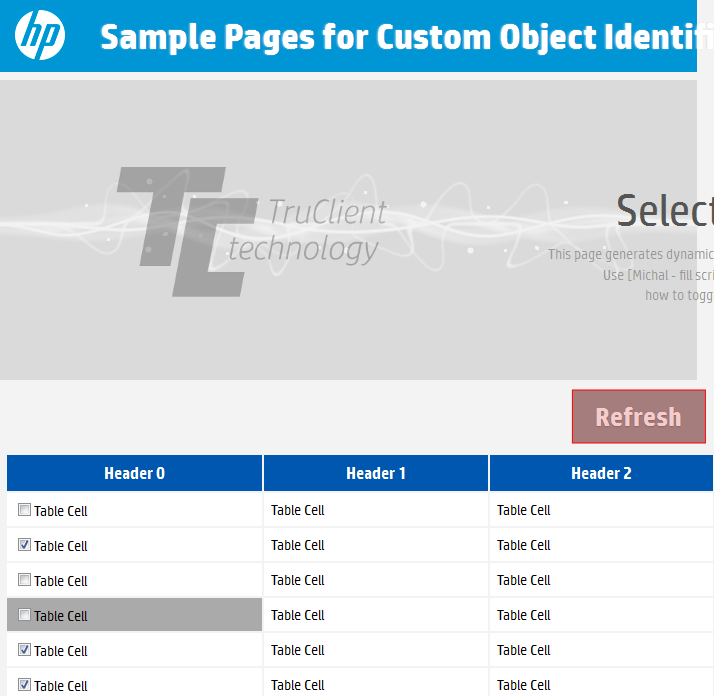 hp
Sample Pages for Custom Object Identifi
TruClient
technology
Select
This page generates dynamic
Use [Michal - fill scri
how to togg
Refresh
Header 0 Header 1 Header 2
Table Cell Table Cell Table Cell
Table Cell Table Cell Table Cell
Table Cell Table Cell Table Cell
Table Cell Table Cell Table Cell
Table Cell Table Cell Table Cell
Table Cell Table Cell Table Cell